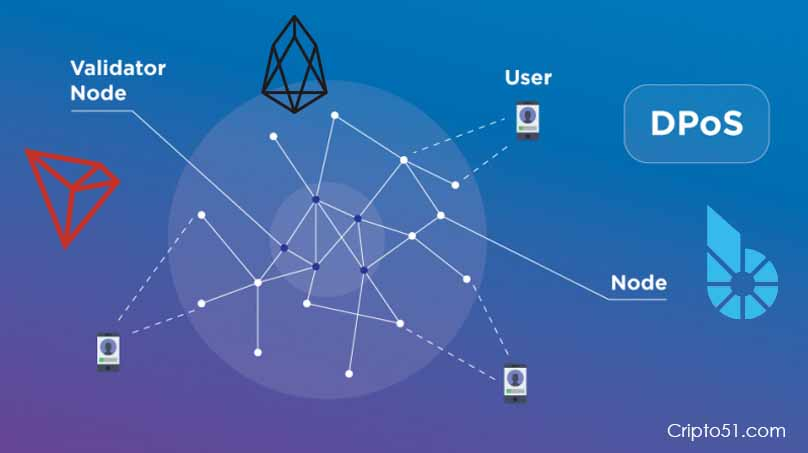 Validator
Node
User
DPoS
Node
Cripto51.com